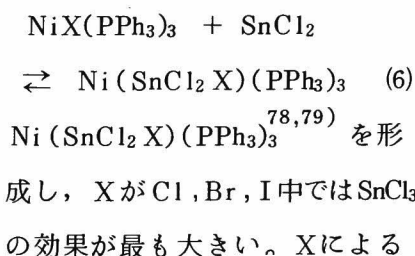 NiX(PPh3)3 + SnCl2
⇄ Ni(SnCl2X)(PPh3)3 (6)
Ni(SnCl2X)(PPh3)3 78,79) を形
成し，XがCl,Br,I中ではSnCl3
の効果が最も大きい。Xによる